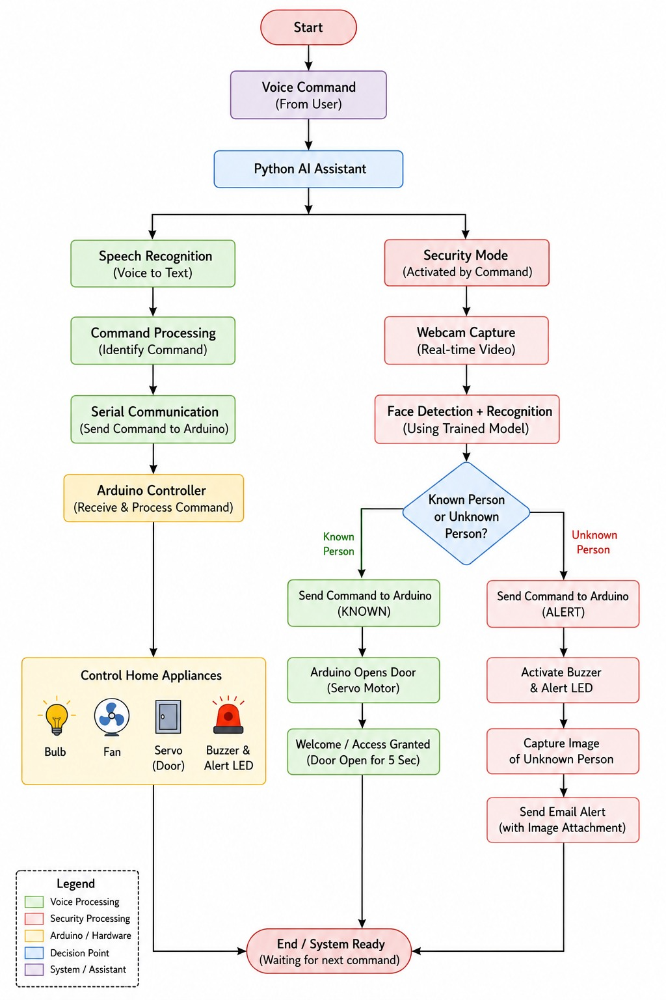 Start
Voice Command
(From User)
Python AI Assistant
Speech Recognition
(Voice to Text)
Command Processing
(Identify Command)
Serial Communication
(Send Command to Arduino)
Arduino Controller
(Receive & Process Command)
Control Home Appliances
Bulb
Fan
Servo
(Door)
Buzzer &
Alert LED
Security Mode
(Activated by Command)
Webcam Capture
(Real-time Video)
Face Detection + Recognition
(Using Trained Model)
Known Person
or Unknown
Person?
Known
Person
Send Command to Arduino
(KNOWN)
Arduino Opens Door
(Servo Motor)
Welcome / Access Granted
(Door Open for 5 Sec)
Unknown
Person
Send Command to Arduino
(ALERT)
Activate Buzzer
& Alert LED
Capture Image
of Unknown Person
Send Email Alert
(with Image Attachment)
End / System Ready
(Waiting for next command)
Legend
Voice Processing
Security Processing
Arduino / Hardware
Decision Point
System / Assistant